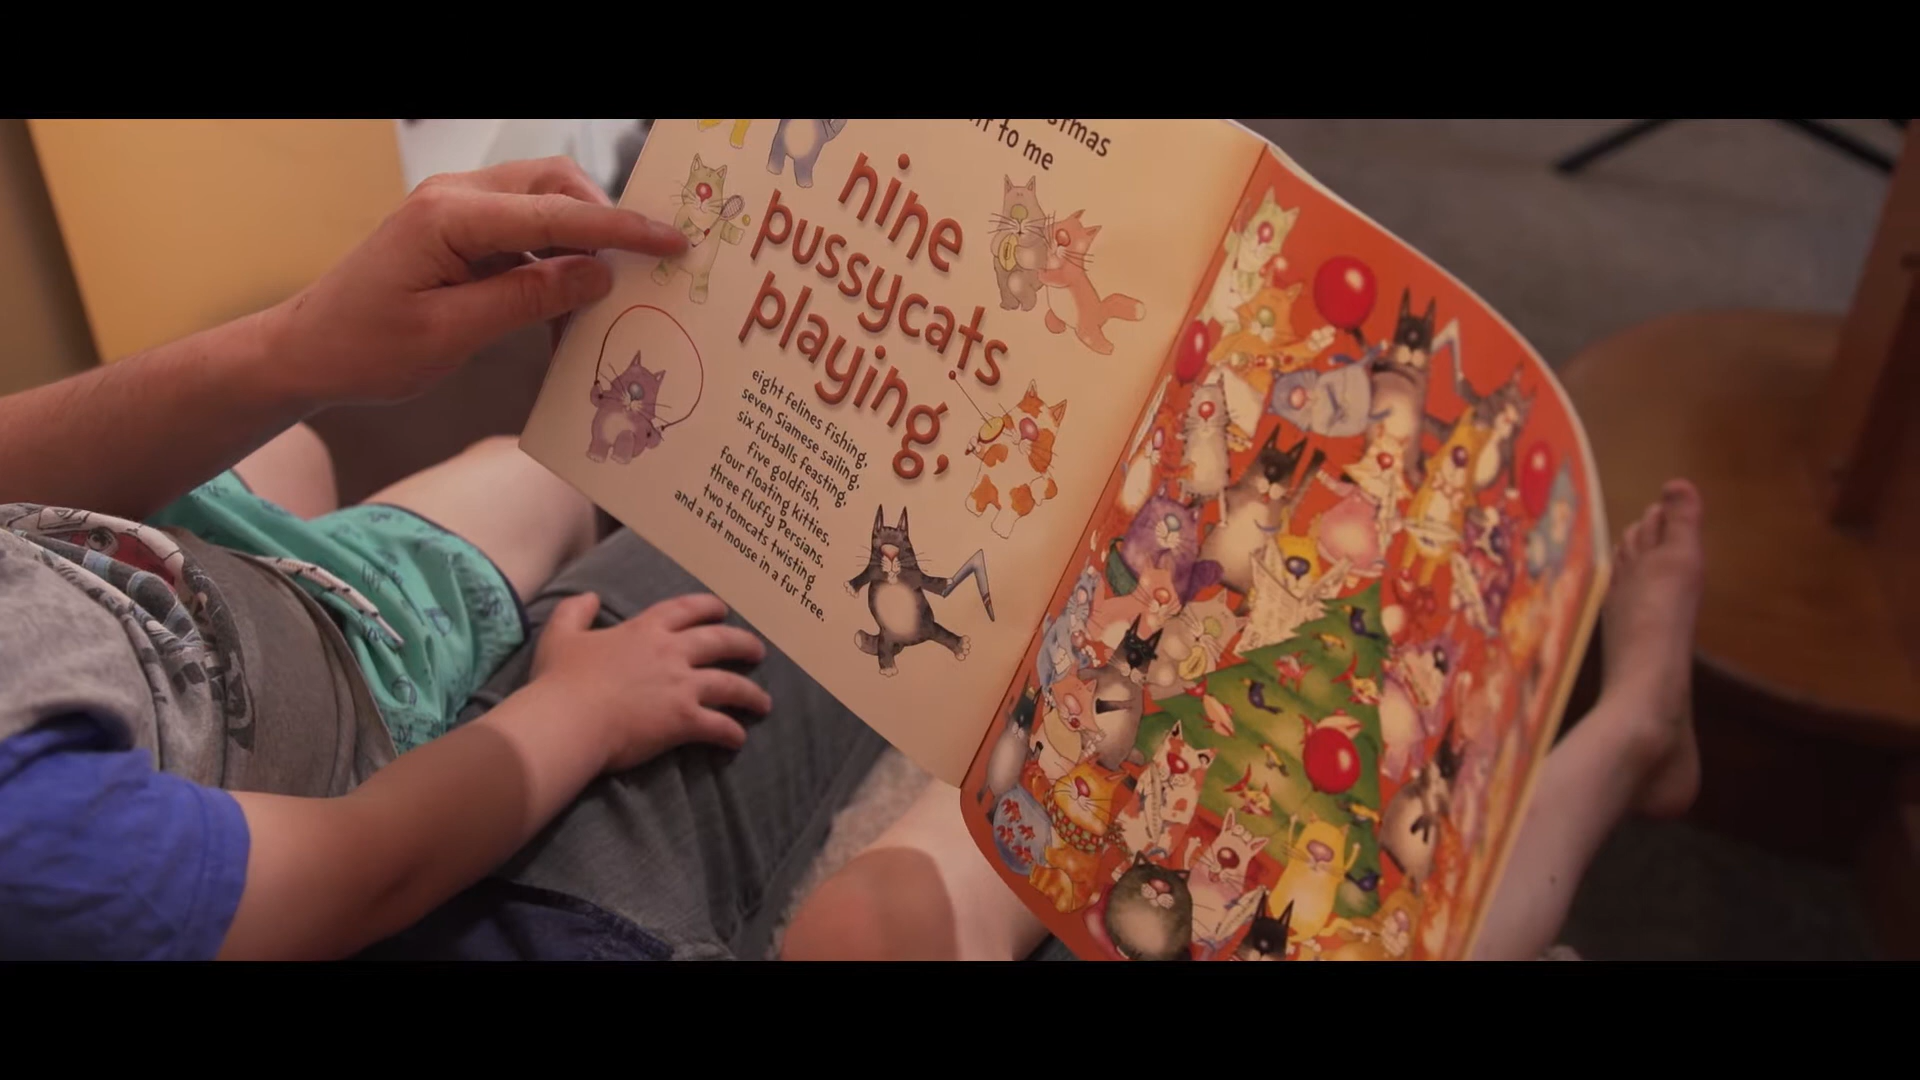 to me
nine
pussycats
playing,
eight felines fishing,
seven Siamese sailing,
six furballs feasting,
five goldfish,
four floating kitties,
three fluffy Persians,
two tomcats twisting
and a fat mouse in a fur tree.